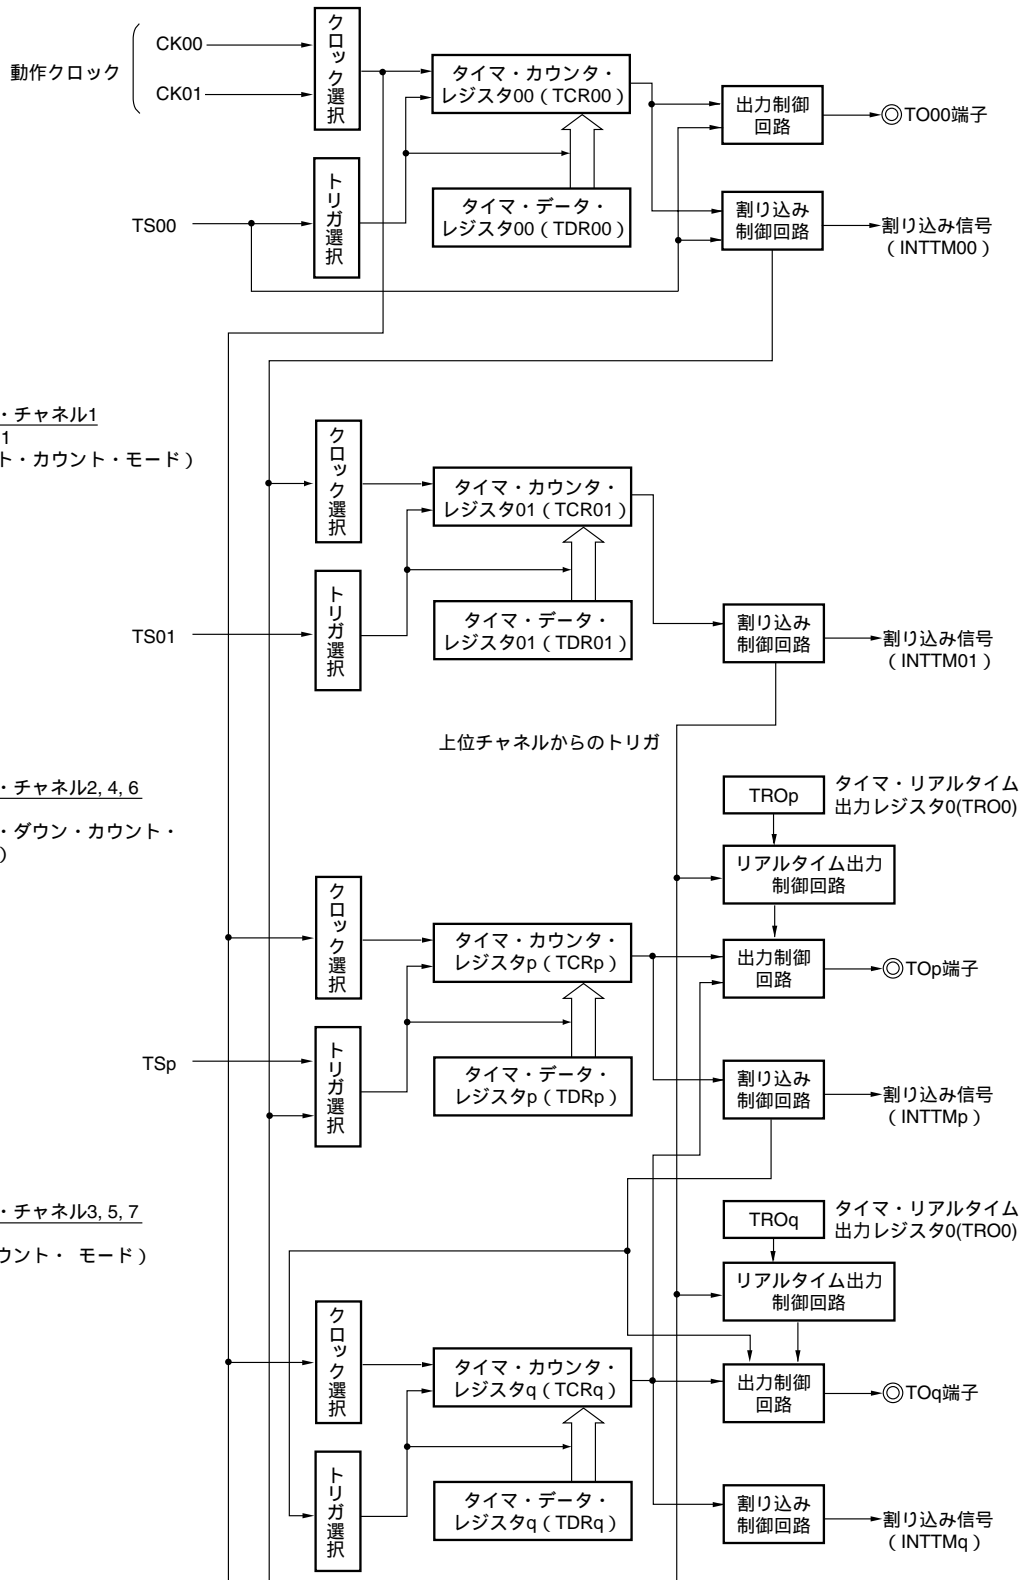 動作クロック
CK00
CK01
クロック選択
タイマ・カウンタ・
レジスタ00（TCR00）
出力制御
回路
TO00端子
TS00
トリガ選択
タイマ・データ・
レジスタ00（TDR00）
割り込み
制御回路
割り込み信号
（INTTM00）
・チャネル1
1
ト・カウント・モード）
クロック選択
タイマ・カウンタ・
レジスタ01（TCR01）
TS01
トリガ選択
タイマ・データ・
レジスタ01（TDR01）
割り込み
制御回路
割り込み信号
（INTTM01）
上位チャネルからのトリガ
・チャネル2, 4, 6
・ダウン・カウント・
）
TROp
タイマ・リアルタイム
出力レジスタ0(TRO0)
リアルタイム出力
制御回路
クロック選択
タイマ・カウンタ・
レジスタp（TCRp）
出力制御
回路
TOp端子
TSp
トリガ選択
タイマ・データ・
レジスタp（TDRp）
割り込み
制御回路
割り込み信号
（INTTMp）
・チャネル3, 5, 7
ウント・ モード）
TROq
タイマ・リアルタイム
出力レジスタ0(TRO0)
リアルタイム出力
制御回路
クロック選択
タイマ・カウンタ・
レジスタq（TCRq）
出力制御
回路
TOq端子
トリガ選択
タイマ・データ・
レジスタq（TDRq）
割り込み
制御回路
割り込み信号
（INTTMq）